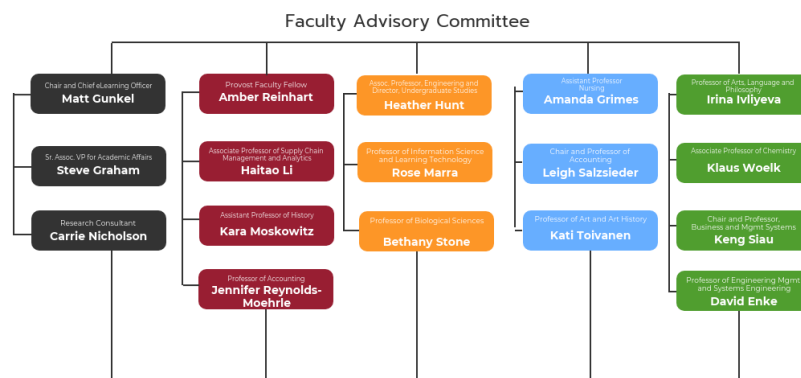 Faculty Advisory Committee
Chair and Chief eLearning Officer
Matt Gunkel
Sr. Assoc. VP for Academic Affairs
Steve Graham
Research Consultant
Carrie Nicholson
Provost Faculty Fellow
Amber Reinhart
Associate Professor of Supply Chain
Management and Analytics
Haitao Li
Assistant Professor of History
Kara Moskowitz
Professor of Accounting
Jennifer Reynolds-
Moehrle
Assoc. Professor, Engineering and
Director, Undergraduate Studies
Heather Hunt
Professor of Information Science
and Learning Technology
Rose Marra
Professor of Biological Sciences
Bethany Stone
Assistant Professor
Nursing
Amanda Grimes
Chair and Professor of
Accounting
Leigh Salzsieder
Professor of Art and Art History
Kati Toivanen
Professor of Arts, Language and
Philosophy
Irina Ivliyeva
Associate Professor of Chemistry
Klaus Woelk
Chair and Professor,
Business and Mgmt Systems
Keng Siau
Professor of Engineering Mgmt
and Systems Engineering
David Enke